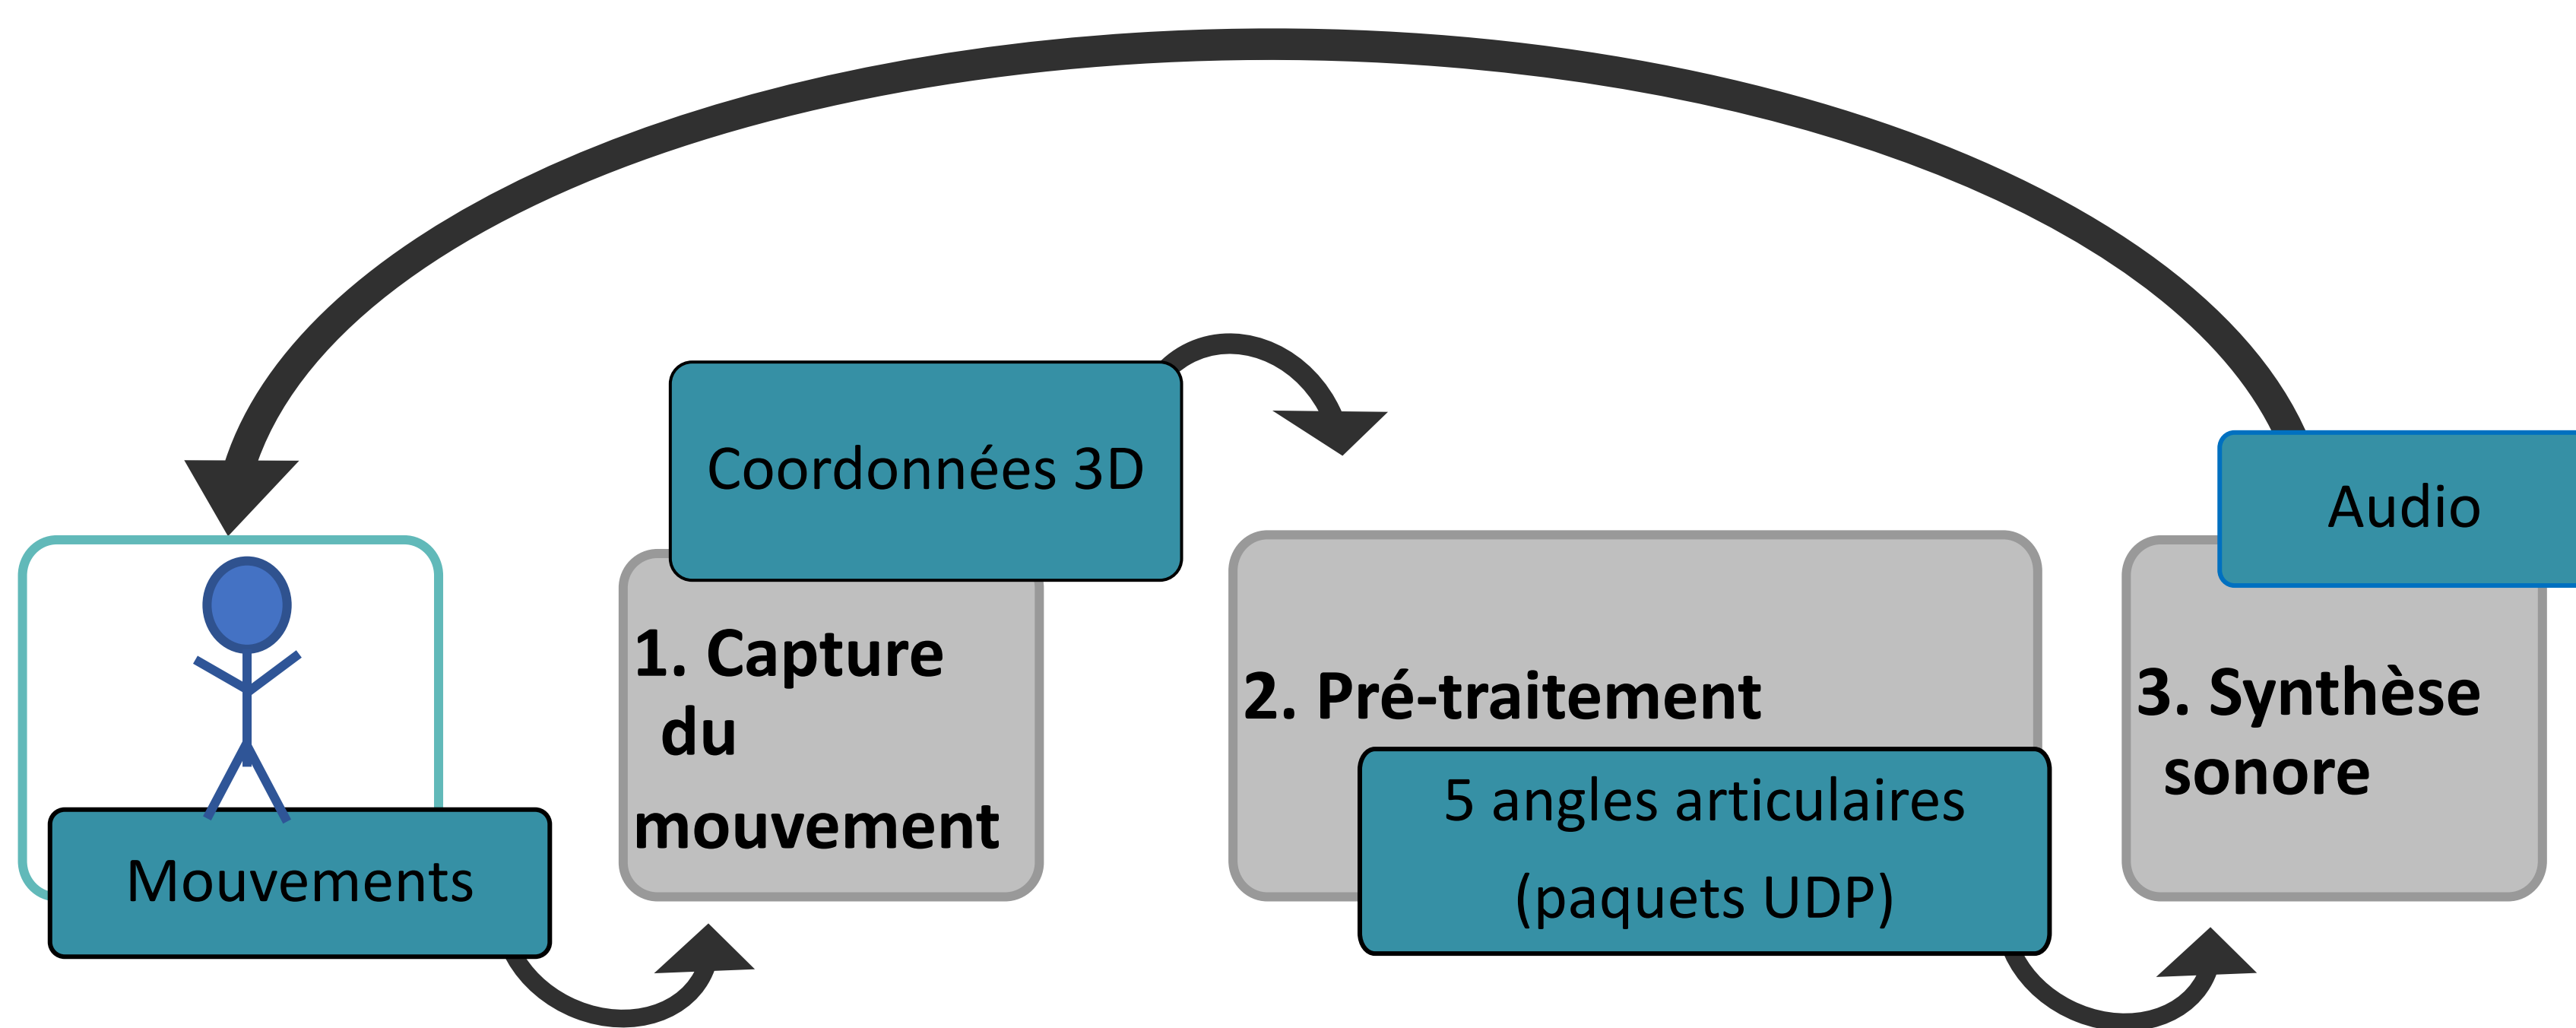 Mouvements
Coordonnées 3D
1. Capture
du
mouvement
2. Pré-traitement
5 angles articulaires
(paquets UDP)
Audio
3. Synthèse
sonore